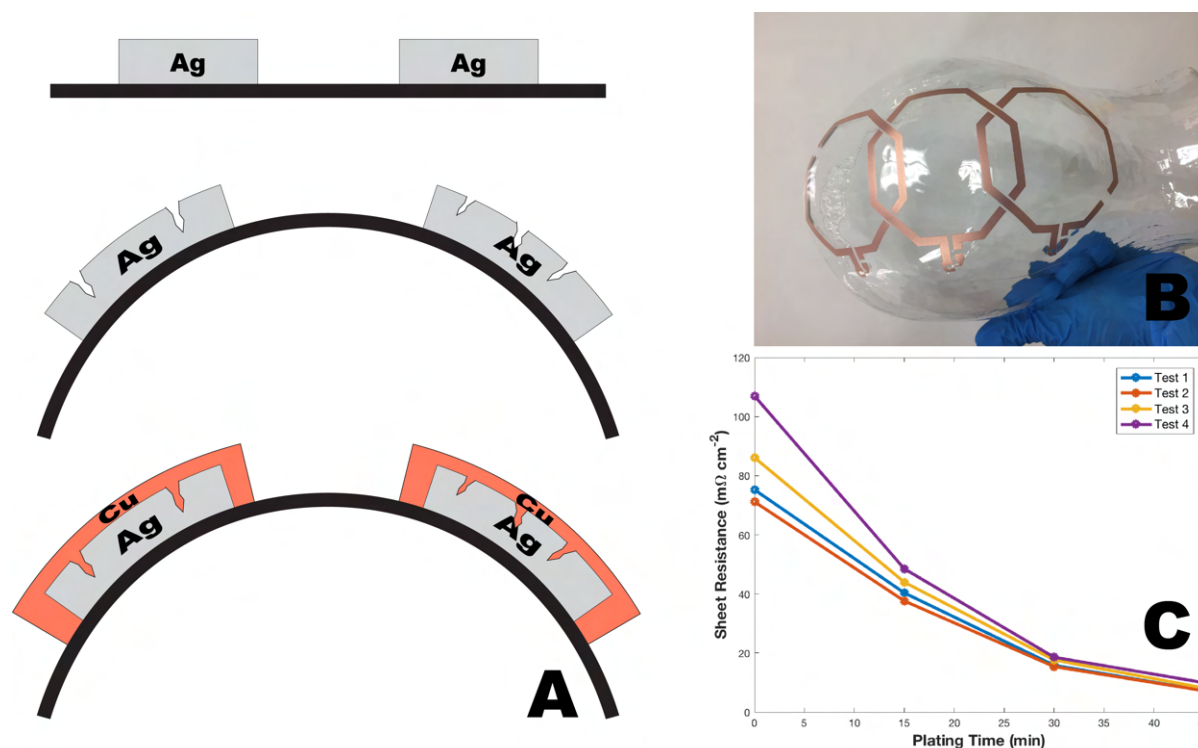 Ag
Ag
Ag
Ag
Cu
Ag
Cu
Ag
A
B
120
100
80
60
40
20
0
Sheet Resistance (mΩ cm⁻²)
Test 1
Test 2
Test 3
Test 4
C
0
5
10
15
20
25
30
35
40
Plating Time (min)